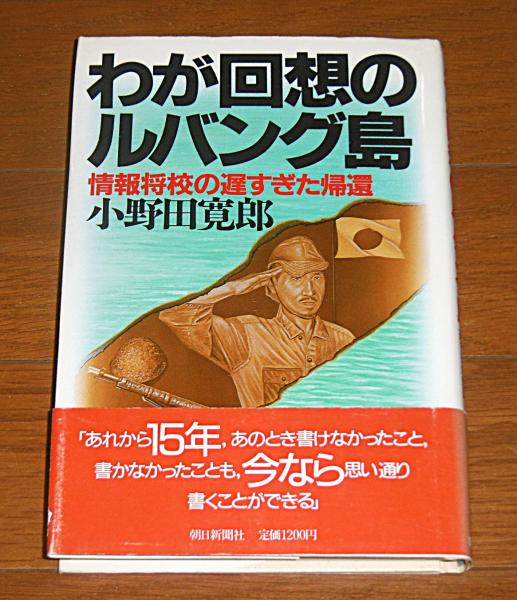 わが回想の
ルバング島
情報将校の遅すぎた帰還
小野田寛郎
「あれから15年，あのとき書けなかったこと，
書かなかったことも，今なら思い通り
書くことができる」
朝日新聞社 定価1200円